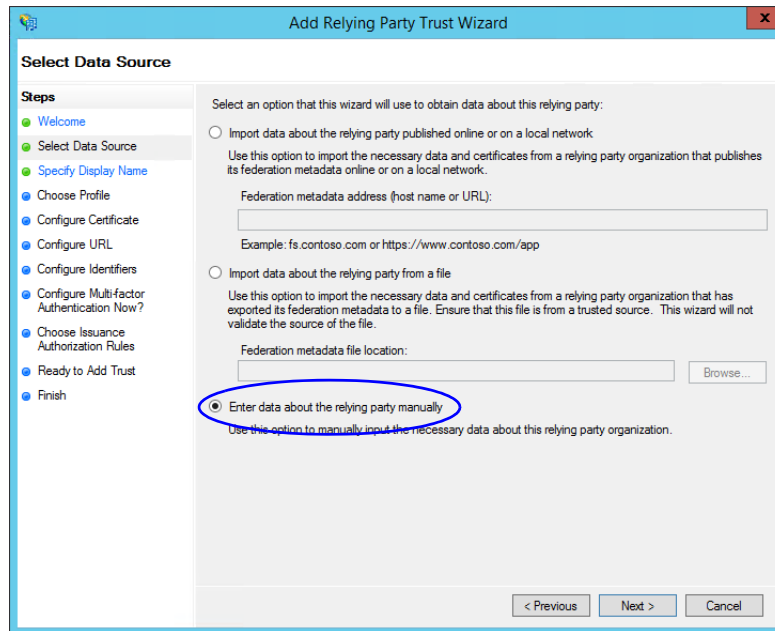 Add Relying Party Trust Wizard
x
Select Data Source
Steps
Welcome
Select Data Source
Specify Display Name
Choose Profile
Configure Certificate
Configure URL
Configure Identifiers
Configure Multi-factor
Authentication Now?
Choose Issuance
Authorization Rules
Ready to Add Trust
Finish
Select an option that this wizard will use to obtain data about this relying party:
Import data about the relying party published online or on a local network
Use this option to import the necessary data and certificates from a relying party organization that publishes
its federation metadata online or on a local network.
Federation metadata address (host name or URL):
Example: fs.contoso.com or https://www.contoso.com/app
Import data about the relying party from a file
Use this option to import the necessary data and certificates from a relying party organization that has
exported its federation metadata to a file. Ensure that this file is from a trusted source. This wizard will not
validate the source of the file.
Federation metadata file location:
Browse...
Enter data about the relying party manually
Use this option to manually input the necessary data about this relying party organization.
< Previous
Next >
Cancel